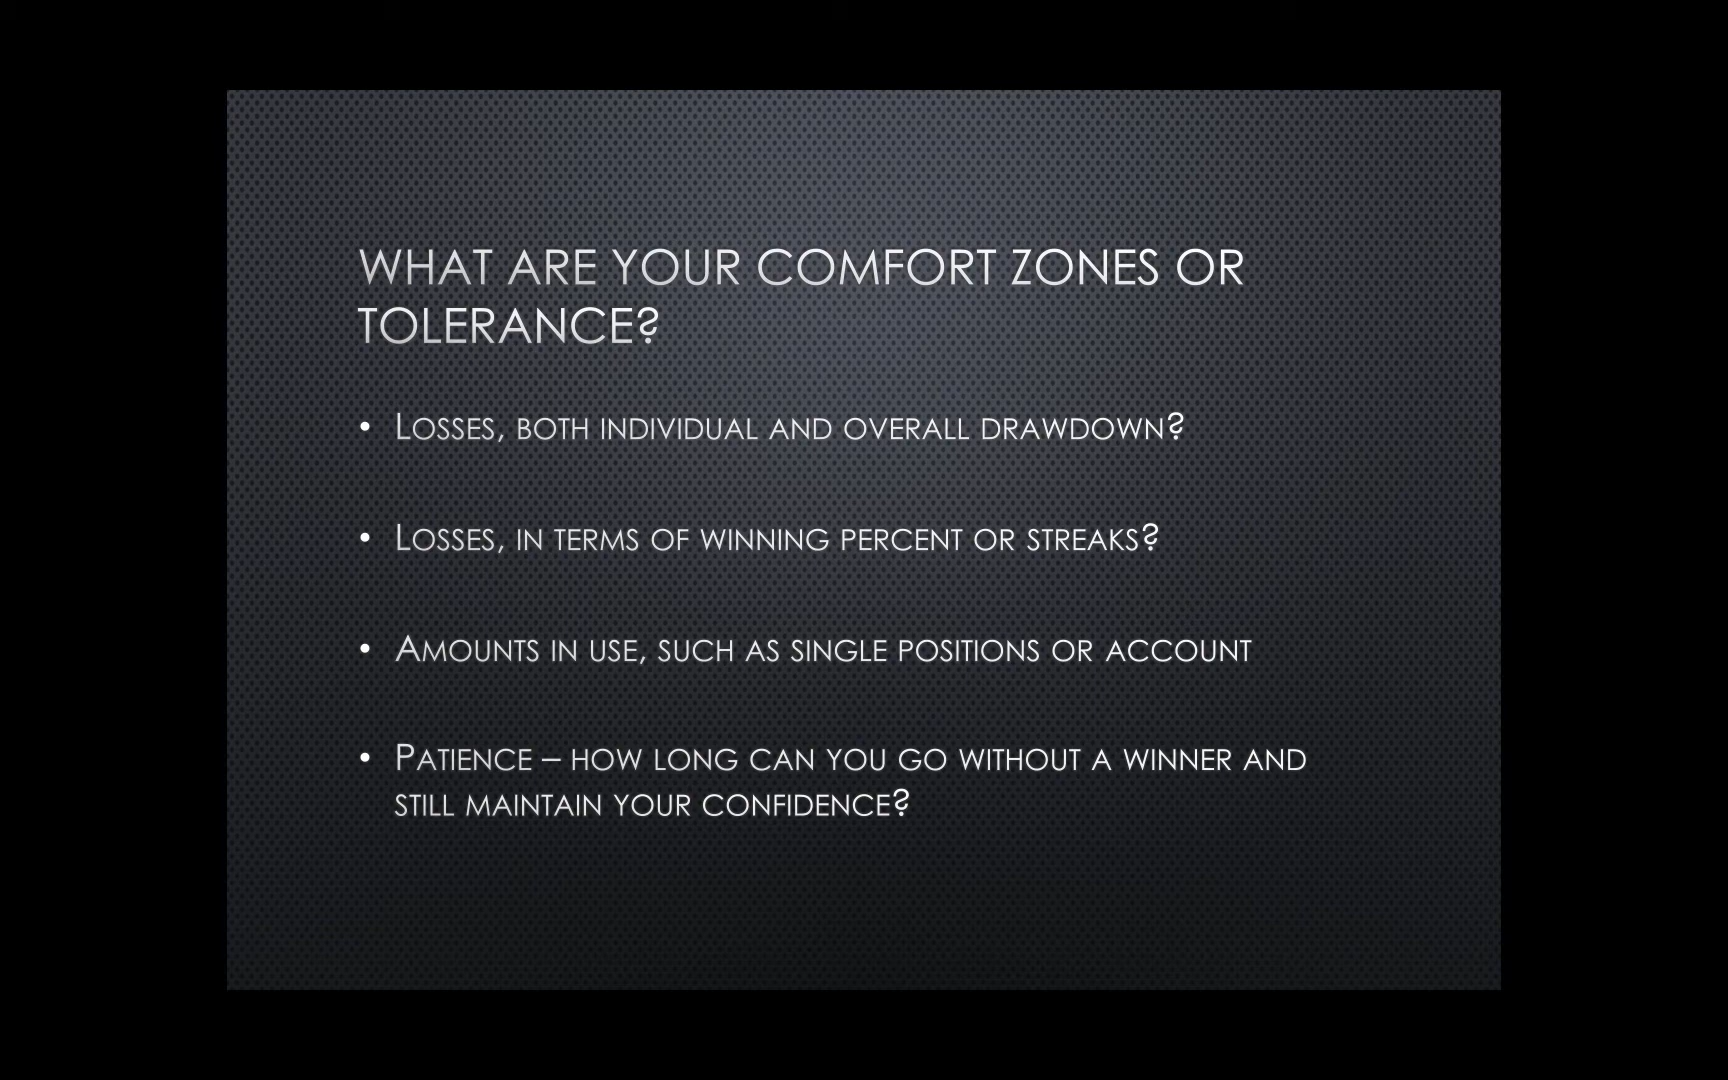 WHAT ARE YOUR COMFORT ZONES OR
TOLERANCE?
• LOSSES, BOTH INDIVIDUAL AND OVERALL DRAWDOWN?
• LOSSES, IN TERMS OF WINNING PERCENT OR STREAKS?
• AMOUNTS IN USE, SUCH AS SINGLE POSITIONS OR ACCOUNT
• PATIENCE – HOW LONG CAN YOU GO WITHOUT A WINNER AND
STILL MAINTAIN YOUR CONFIDENCE?